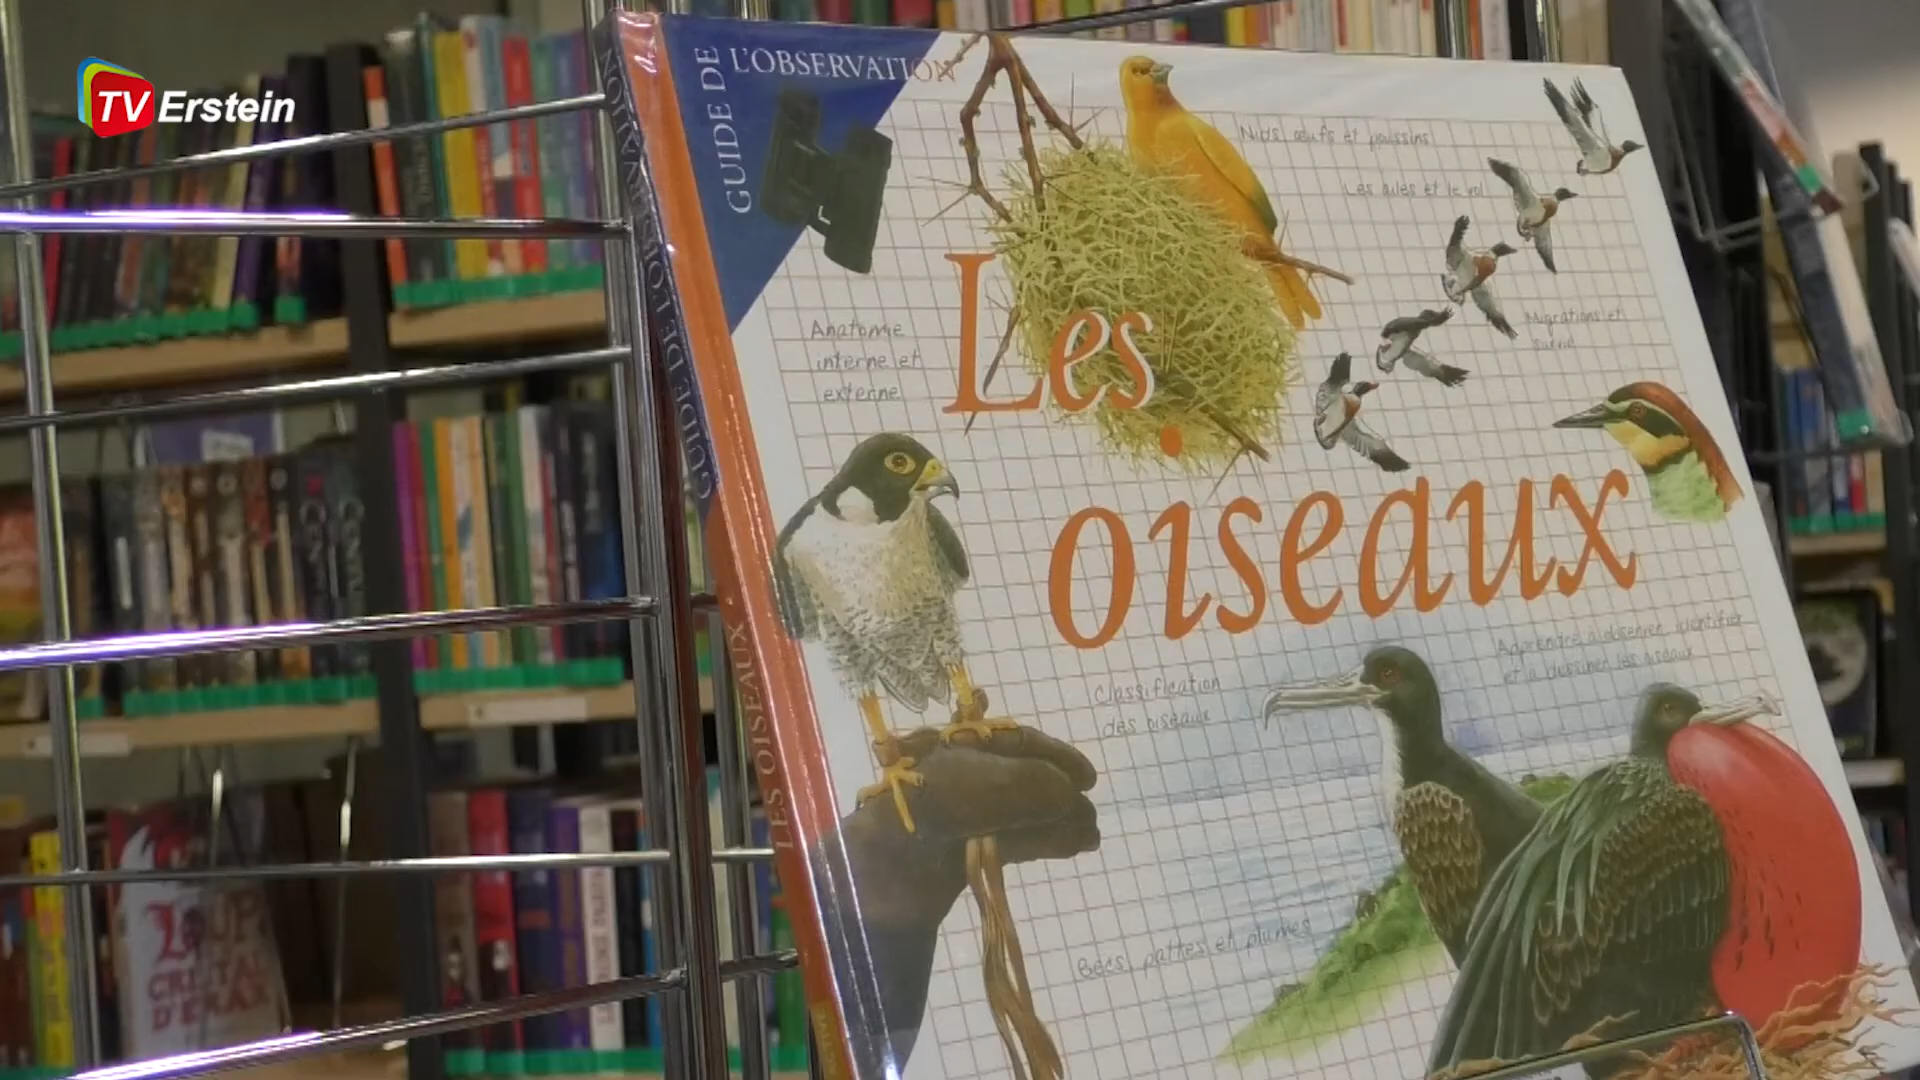 TV Erstein
GUIDE DE
L'OBSERVATION
Nids œufs et poussins
Les ailes et le vol
Migrations et
survie
Anatomie
interne et
externe
Les
oiseaux
Apprendre à observer, identifier
et à dessiner les oiseaux
Classification
des oiseaux
Becs, pattes et plumes
GUIDE DE L'OBSERVATION
LES OISEAUX